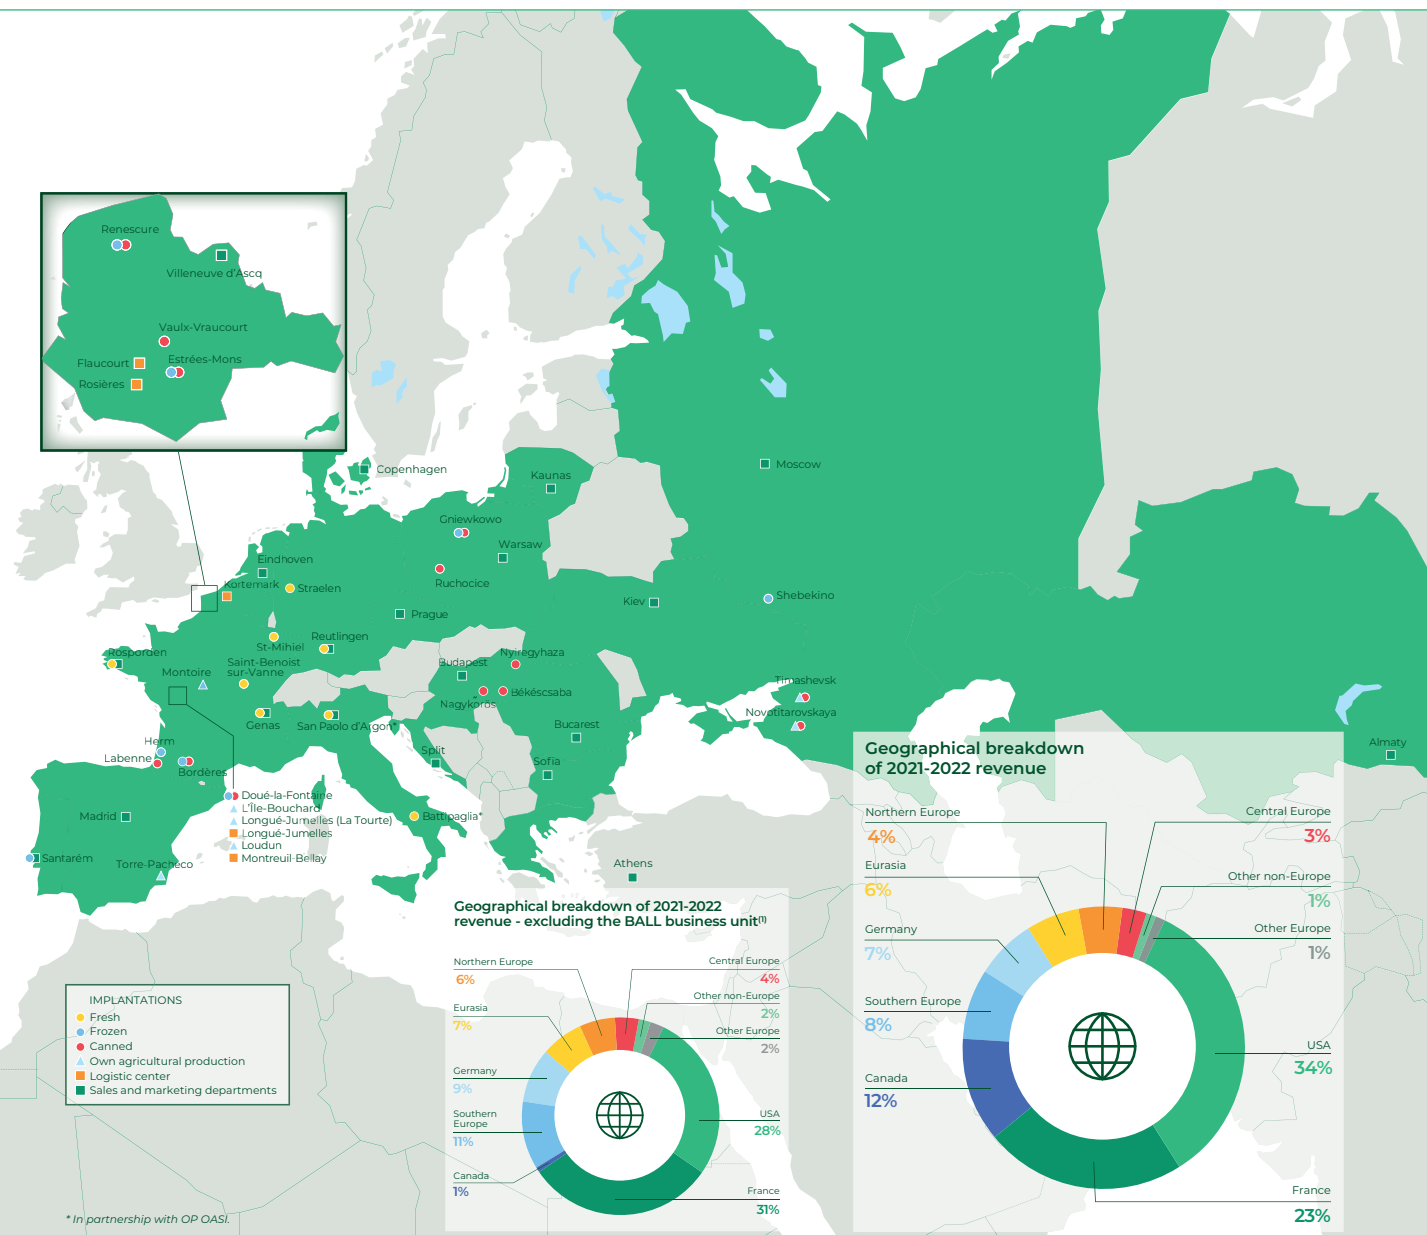 Renescure
Villeneuve d'Ascq
Vaulx-Vraucourt
Flaucourt
Estrées-Mons
Rosières
Copenhagen
Kaunas
Moscow
Gniewkowo
Warsaw
Eindhoven
Ruchocice
Kortemark
Straelen
Kiev
Shebekino
Prague
Reutlingen
St-Mihiel
Rosporden
Saint-Benoist
sur-Vanne
Montoire
Budapest
Nyiregyhaza
Békéscsaba
Nagykorös
Timashevsk
Novotitarovskaya
Genas
San Paolo d'Argon*
Bucarest
Herm
Labenne
Bordères
Split
Sofia
Almaty
Doué-la-Fontaine
L'Île-Bouchard
Longué-Jumelles (La Tourte)
Longué-Jumelles
Loudun
Montreuil-Bellay
Madrid
Battipaglia*
Santarém
Torre-Pacheco
Athens
IMPLANTATIONS
Fresh
Frozen
Canned
Own agricultural production
Logistic center
Sales and marketing departments
* In partnership with OP OASI.
Geographical breakdown of 2021-2022
revenue - excluding the BALL business unit(1)
Northern Europe
6%
Eurasia
7%
Germany
9%
Southern
Europe
11%
Canada
1%
Central Europe
4%
Other non-Europe
2%
Other Europe
2%
USA
28%
France
31%
Geographical breakdown
of 2021-2022 revenue
Northern Europe
4%
Eurasia
6%
Germany
7%
Southern Europe
8%
Canada
12%
Central Europe
3%
Other non-Europe
1%
Other Europe
1%
USA
34%
France
23%